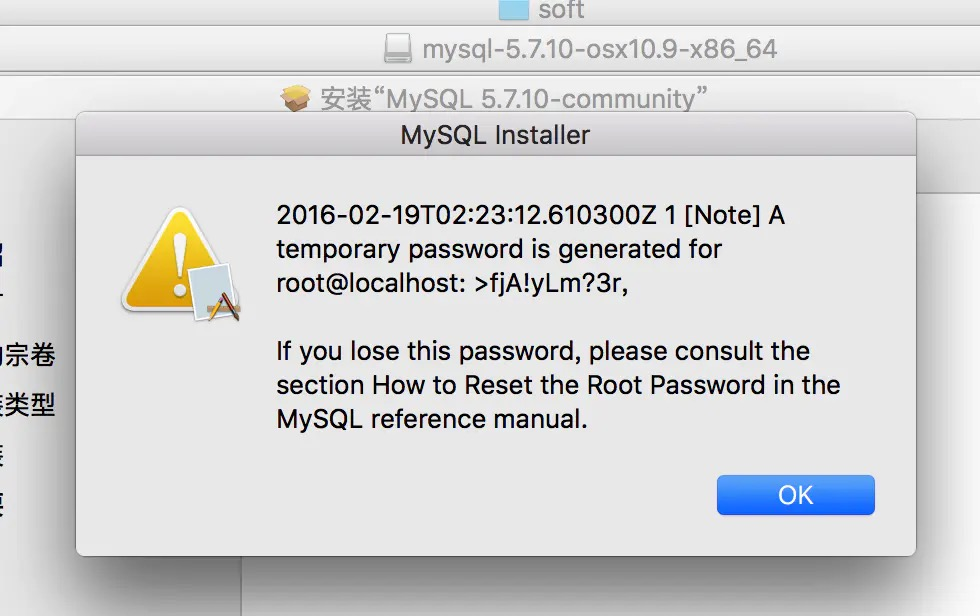 soft
mysql-5.7.10-osx10.9-x86_64
安装“MySQL 5.7.10-community”
MySQL Installer
2016-02-19T02:23:12.610300Z 1 [Note] A
temporary password is generated for
root@localhost: >fjA!yLm?3r,
If you lose this password, please consult the
section How to Reset the Root Password in the
MySQL reference manual.
宗卷
类型
OK